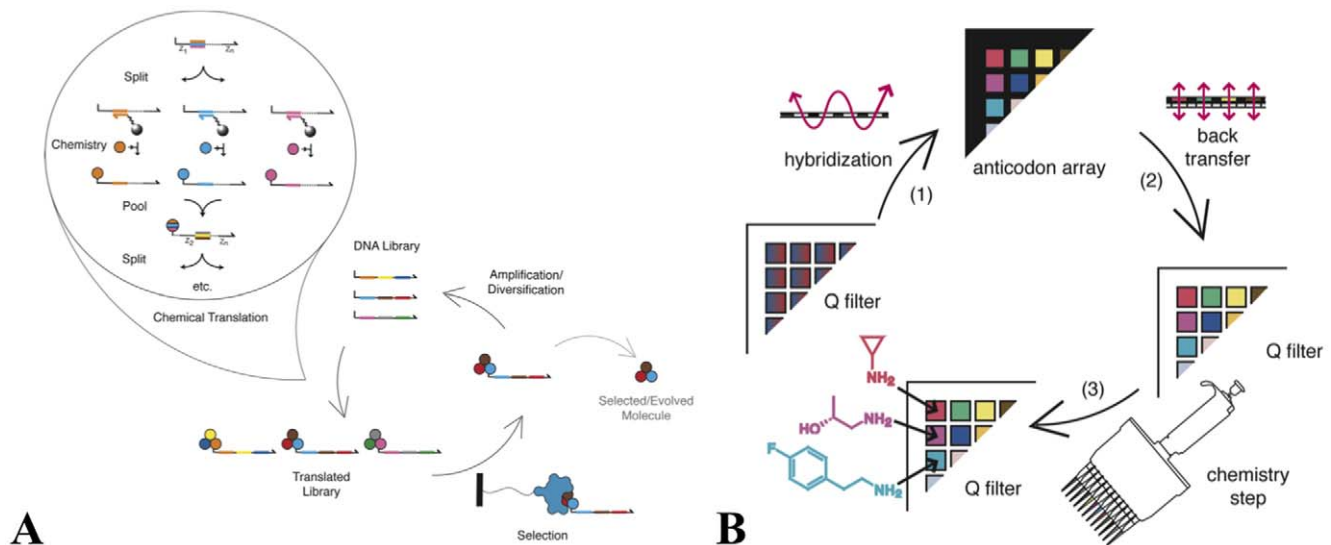 Z1 Zn
Split
Chemistry
Pool
Z2 Zn
Split
etc.
Chemical Translation
DNA Library
Amplification/
Diversification
Selected/Evolved
Molecule
Translated
Library
Selection
A
hybridization
(1)
anticodon array
back
transfer
(2)
Q filter
Q filter
(3)
NH2
HO
NH2
F
NH2
Q filter
chemistry
step
B